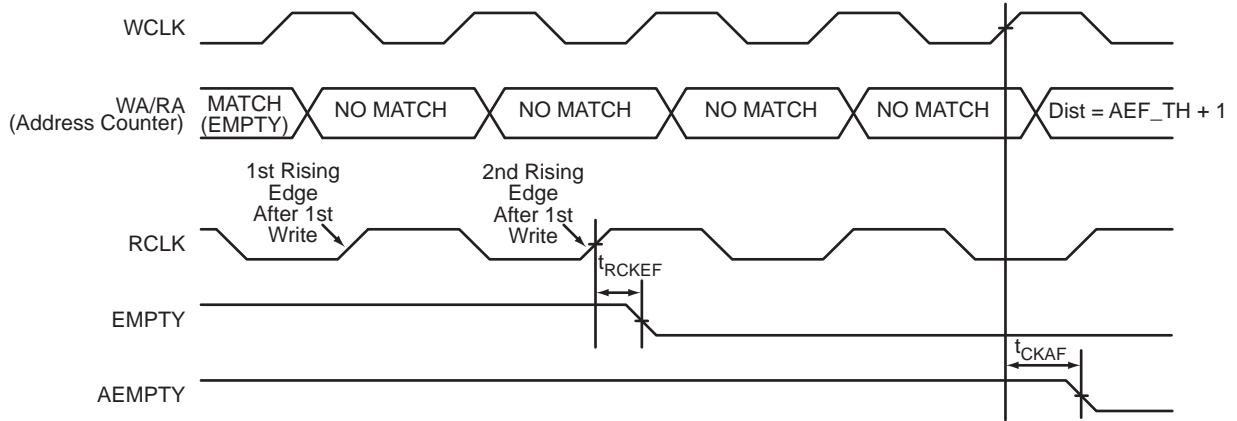 WCLK
WA/RA
(Address Counter)
MATCH
(EMPTY)
NO MATCH
NO MATCH
NO MATCH
NO MATCH
Dist = AEF_TH + 1
1st Rising
Edge
After 1st
Write
2nd Rising
Edge
After 1st
Write
RCLK
tRCKEF
EMPTY
tCKAF
AEMPTY